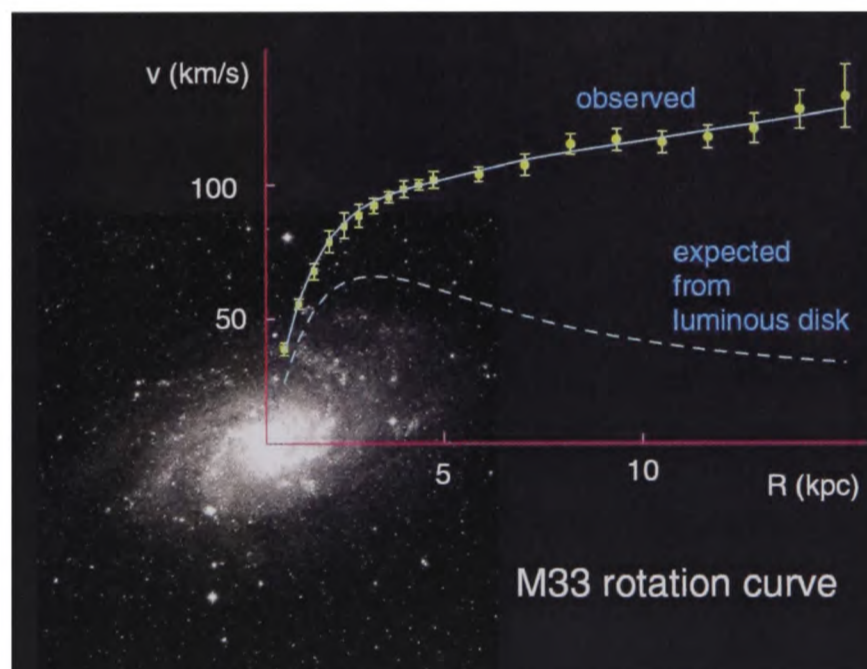 v (km/s)
observed
100
expected
from
luminous disk
50
5
10
R (kpc)
M33 rotation curve